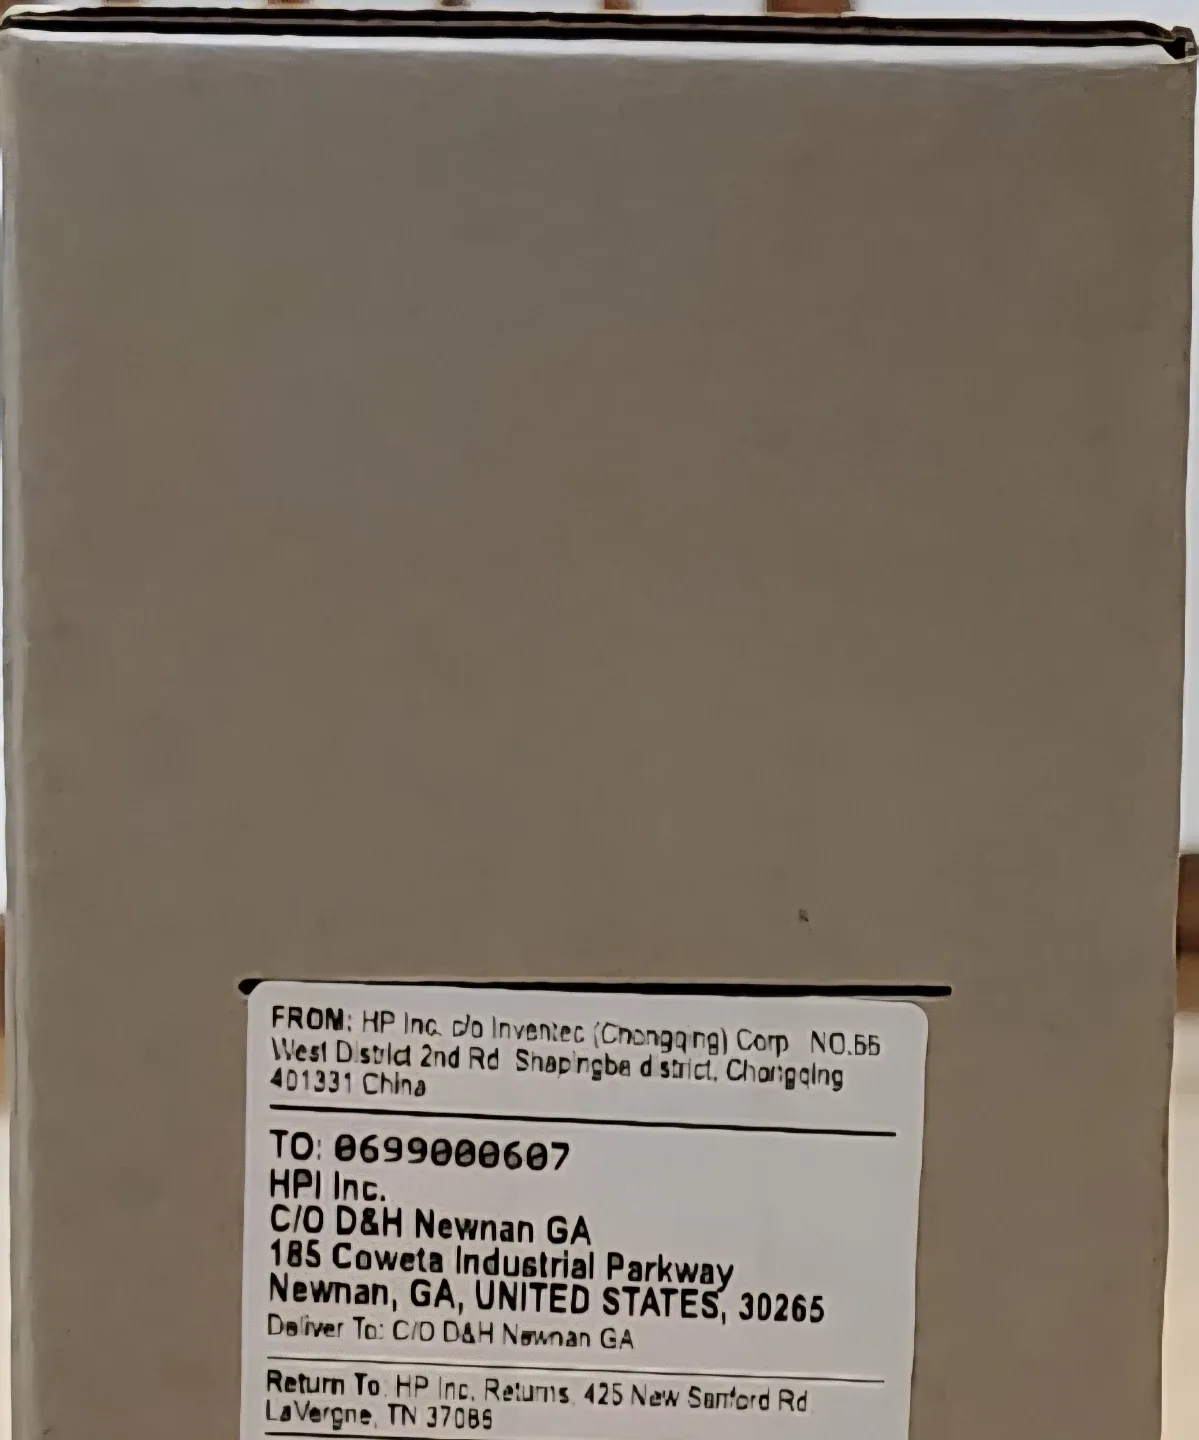 FROM: HP Inc. c/o Inventec (Chongqing) Corp NO.66
West District 2nd Rd Shapingba district, Chongqing
401331 China
TO: 0699000607
HPI Inc.
C/O D&H Newnan GA
185 Coweta Industrial Parkway
Newnan, GA, UNITED STATES, 30265
Deliver To: C/O D&H Newnan GA
Return To: HP Inc. Returns, 425 New Sanford Rd
LaVergne, TN 37086